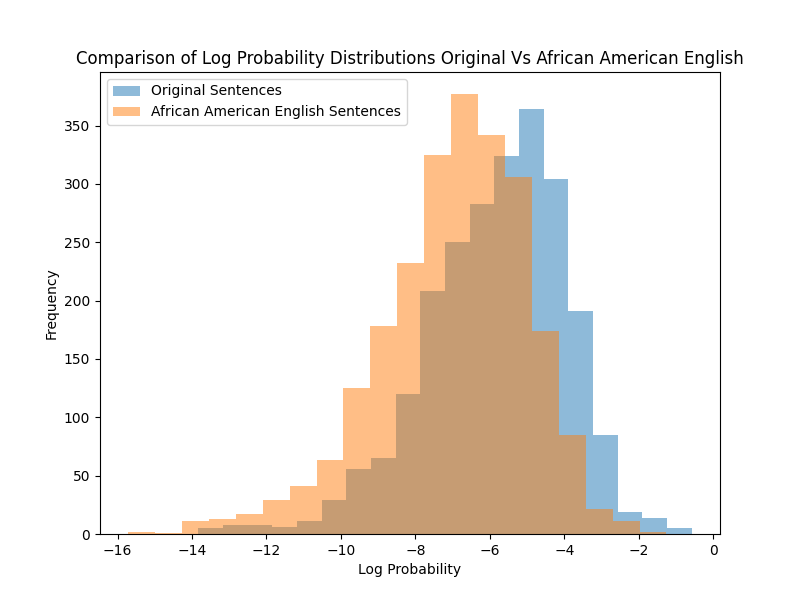 Comparison of Log Probability Distributions Original Vs African American English
Original Sentences
African American English Sentences
350
300
250
200
150
100
50
0
Frequency
−16 −14 −12 −10 −8 −6 −4 −2 0
Log Probability